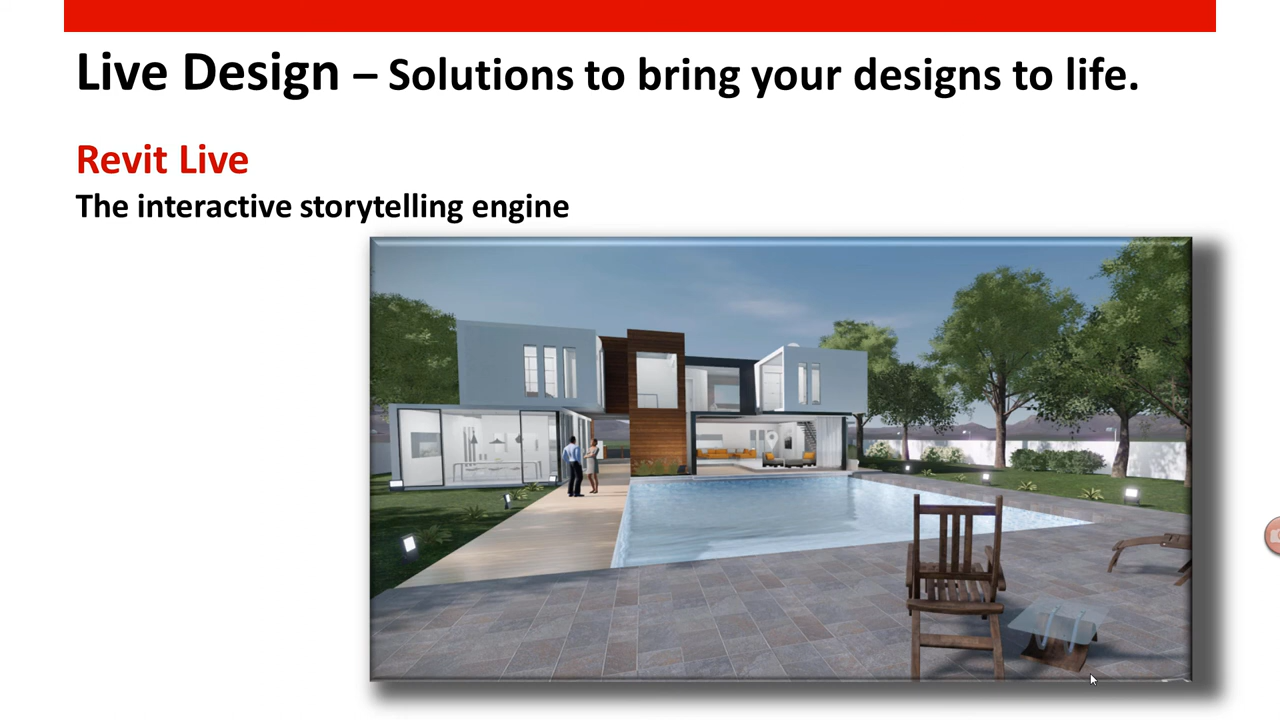 Live Design – Solutions to bring your designs to life.
Revit Live
The interactive storytelling engine